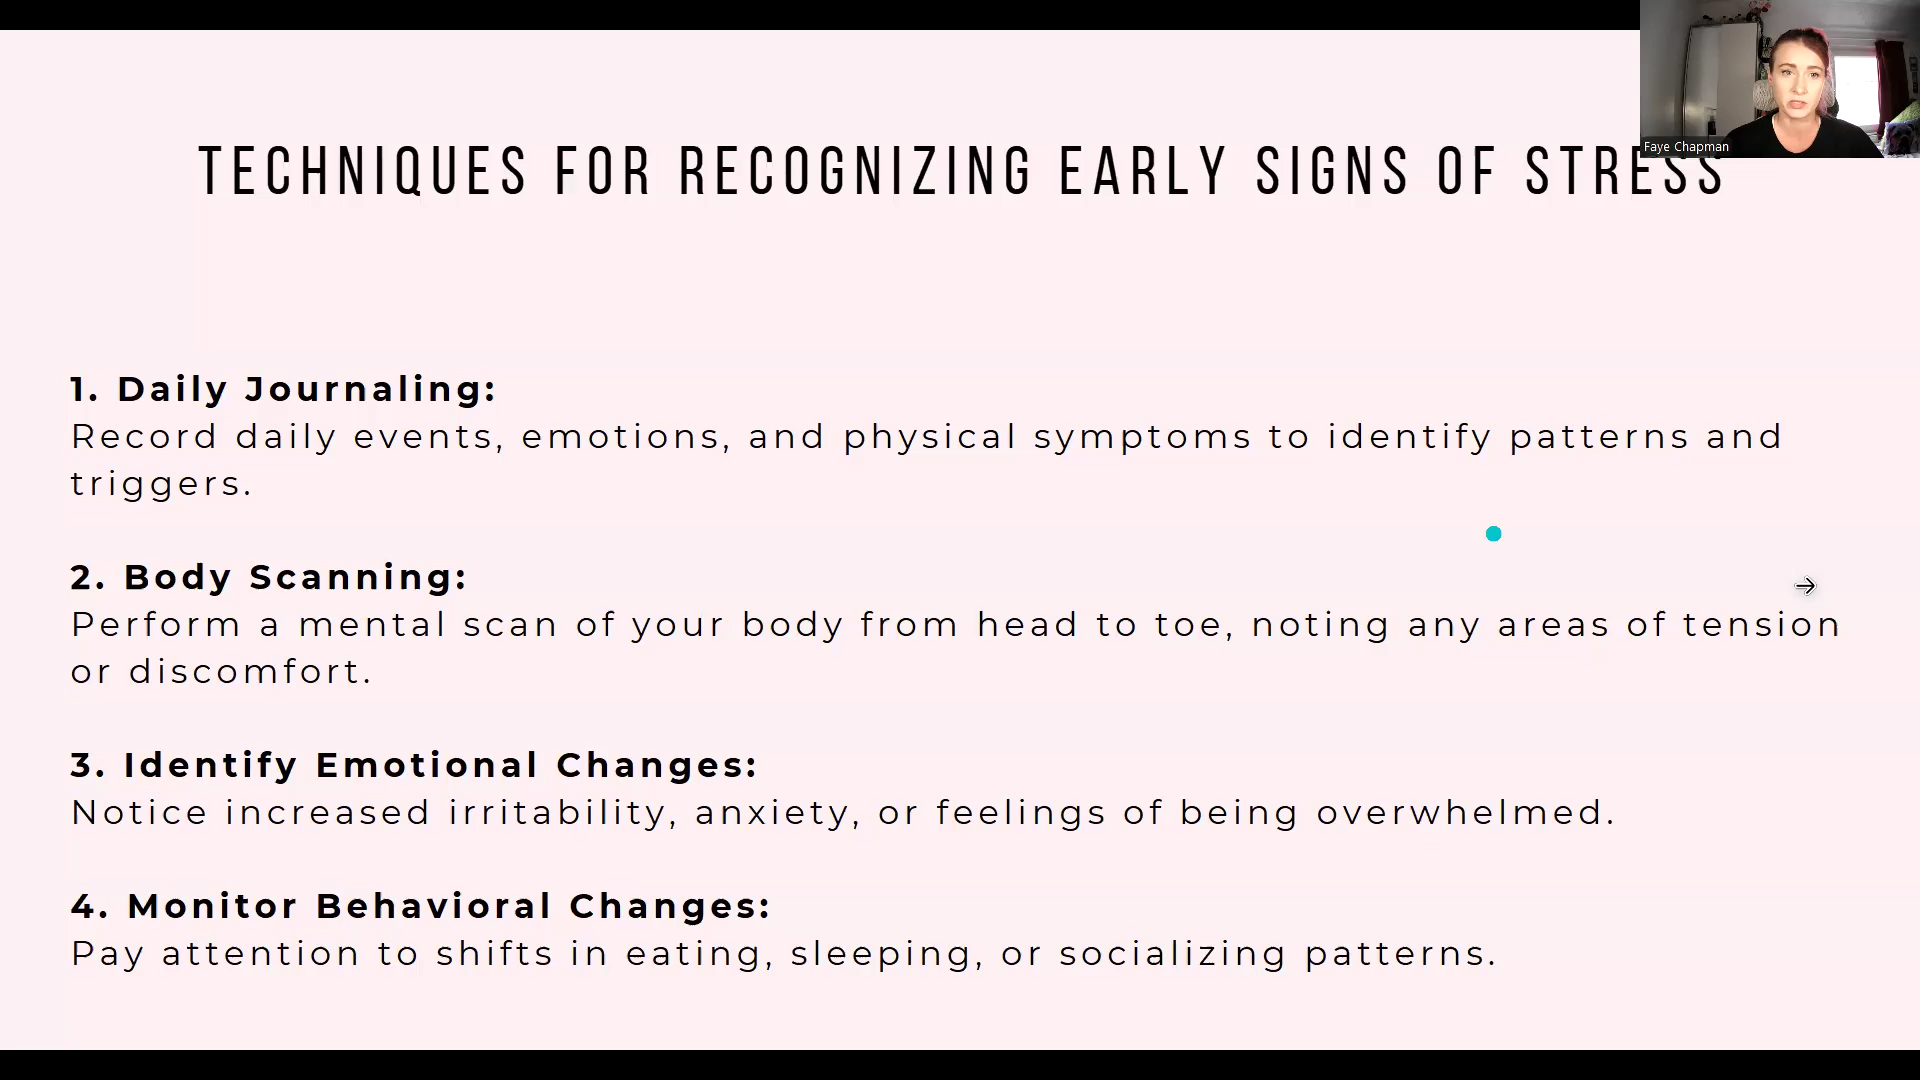 TECHNIQUES FOR RECOGNIZING EARLY SIGNS OF STRESS
Faye Chapman
1. Daily Journaling:
Record daily events, emotions, and physical symptoms to identify patterns and
triggers.
2. Body Scanning:
Perform a mental scan of your body from head to toe, noting any areas of tension
or discomfort.
3. Identify Emotional Changes:
Notice increased irritability, anxiety, or feelings of being overwhelmed.
4. Monitor Behavioral Changes:
Pay attention to shifts in eating, sleeping, or socializing patterns.